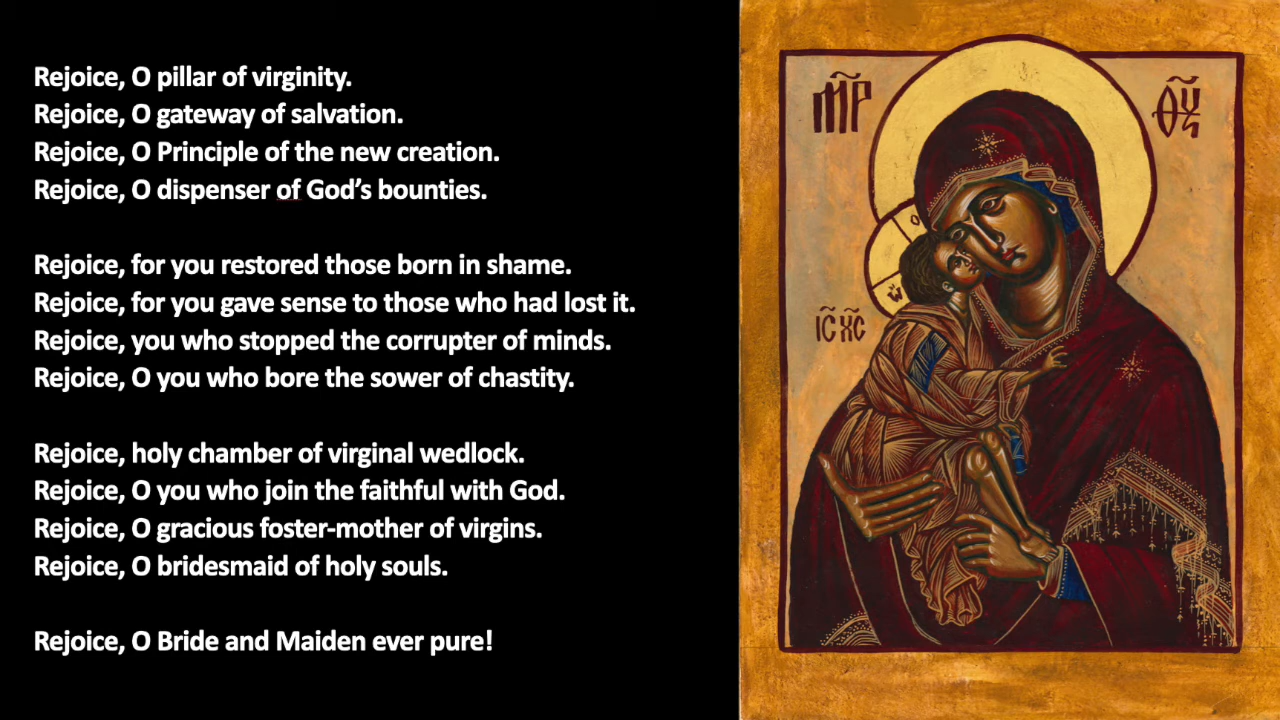 Rejoice, O pillar of virginity.
Rejoice, O gateway of salvation.
Rejoice, O Principle of the new creation.
Rejoice, O dispenser of God’s bounties.
Rejoice, for you restored those born in shame.
Rejoice, for you gave sense to those who had lost it.
Rejoice, you who stopped the corrupter of minds.
Rejoice, O you who bore the sower of chastity.
Rejoice, holy chamber of virginal wedlock.
Rejoice, O you who join the faithful with God.
Rejoice, O gracious foster-mother of virgins.
Rejoice, O bridesmaid of holy souls.
Rejoice, O Bride and Maiden ever pure!
М҃Р Ѳ҃Ѵ
О
Ѡ
І҃С Х҃С